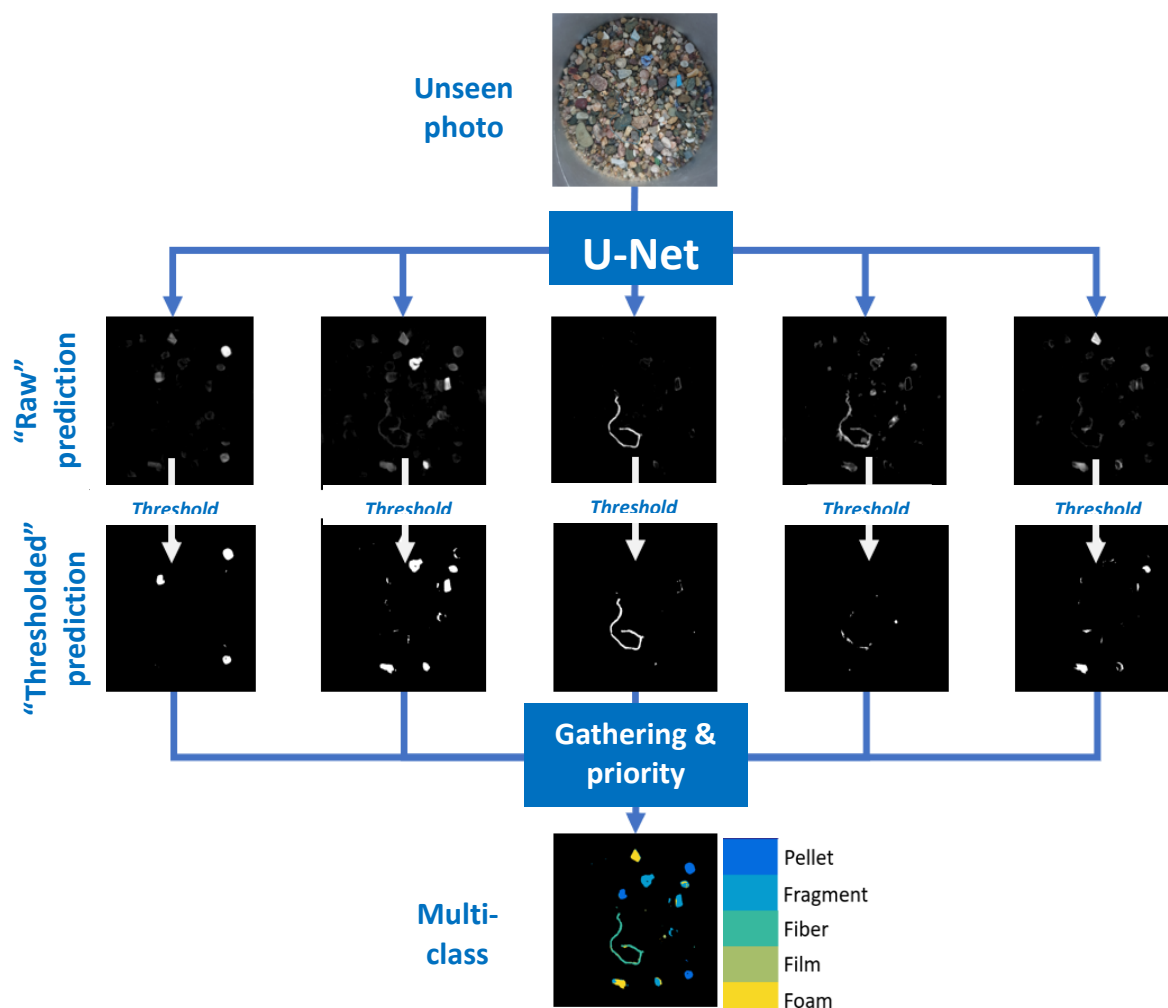 Unseen
photo
U-Net
“Raw”
prediction
Threshold
Threshold
Threshold
Threshold
Threshold
“Thresholded”
prediction
Gathering &
priority
Multi-
class
Pellet
Fragment
Fiber
Film
Foam